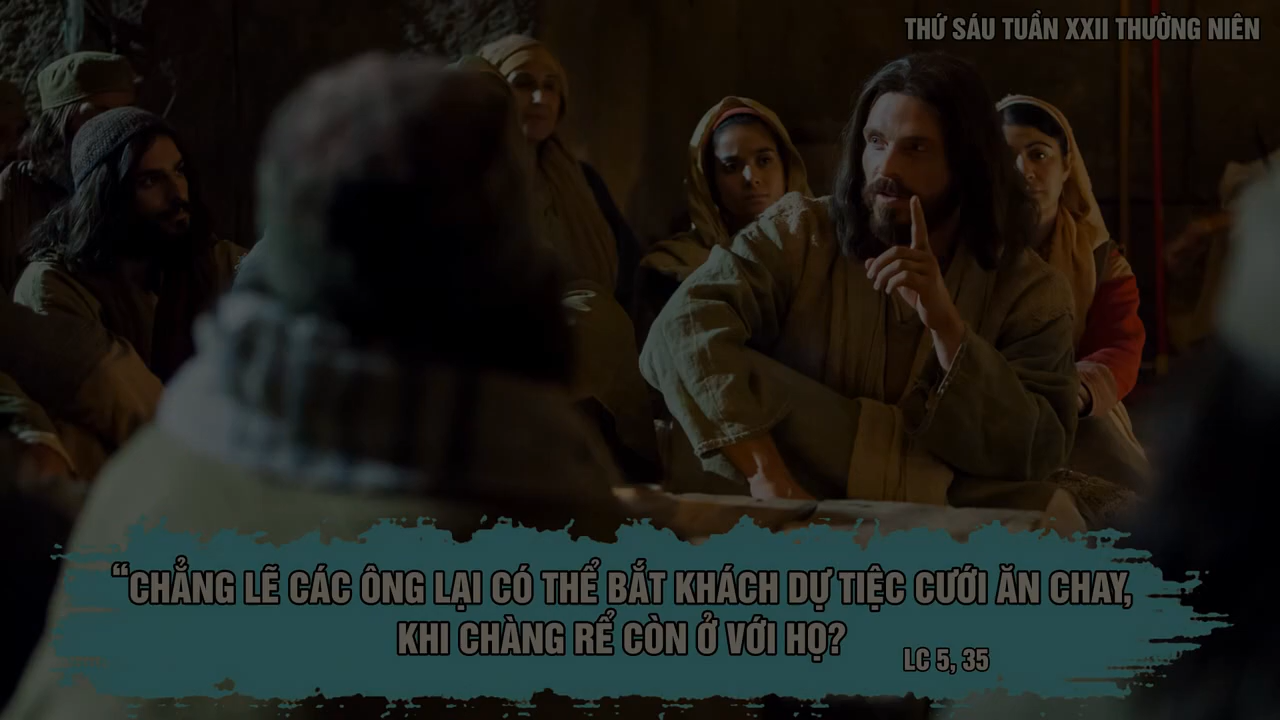 THỨ SÁU TUẦN XXII THƯỜNG NIÊN
“CHẲNG LẼ CÁC ÔNG LẠI CÓ THỂ BẮT KHÁCH DỰ TIỆC CƯỚI ĂN CHAY,
KHI CHÀNG RỂ CÒN Ở VỚI HỌ?
LC 5, 35